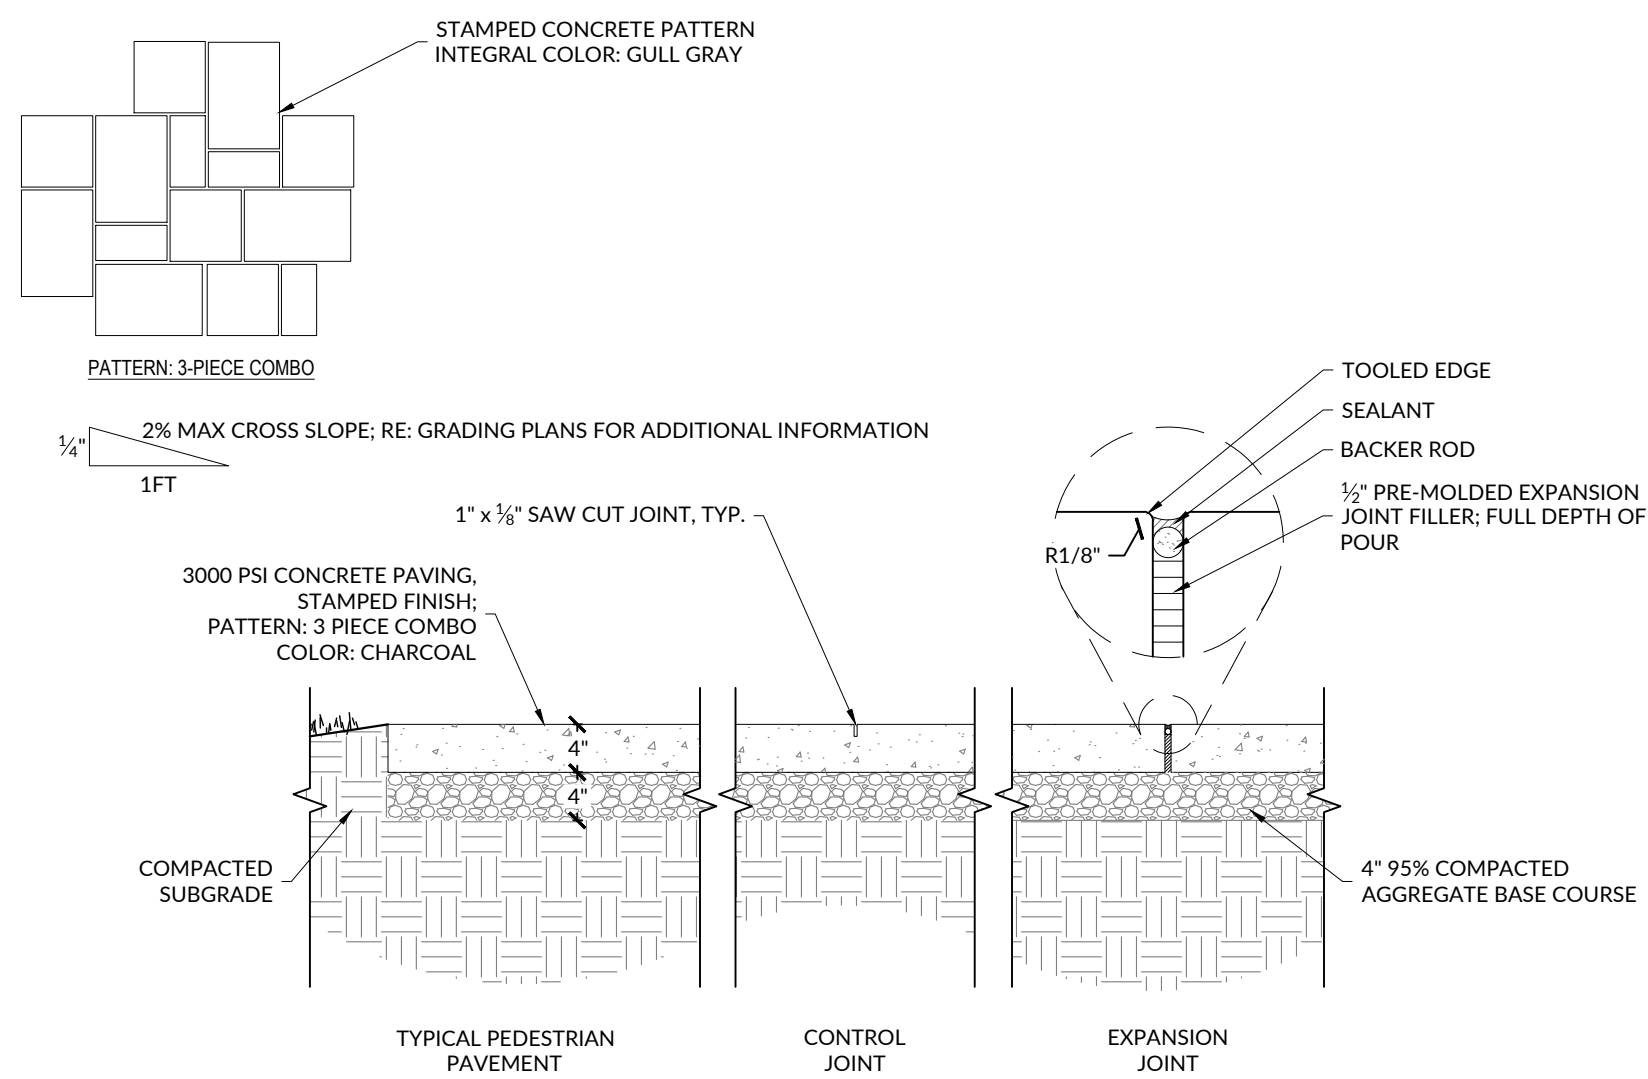 STAMPED CONCRETE PATTERN
INTEGRAL COLOR: GULL GRAY
PATTERN: 3-PIECE COMBO
2% MAX CROSS SLOPE; RE: GRADING PLANS FOR ADDITIONAL INFORMATION
¼"
1FT
1" x ⅛" SAW CUT JOINT, TYP.
3000 PSI CONCRETE PAVING,
STAMPED FINISH;
PATTERN: 3 PIECE COMBO
COLOR: CHARCOAL
TOOLED EDGE
SEALANT
BACKER ROD
½" PRE-MOLDED EXPANSION
JOINT FILLER; FULL DEPTH OF
POUR
R1/8"
4"
4"
COMPACTED
SUBGRADE
4" 95% COMPACTED
AGGREGATE BASE COURSE
TYPICAL PEDESTRIAN
PAVEMENT
CONTROL
JOINT
EXPANSION
JOINT